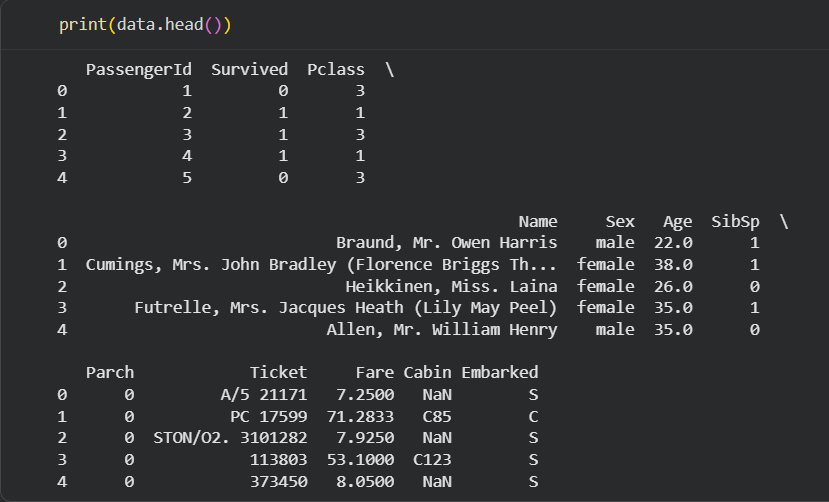 print(data.head())
PassengerId Survived Pclass \
0 1 0 3
1 2 1 1
2 3 1 3
3 4 1 1
4 5 0 3
Name Sex Age SibSp \
0 Braund, Mr. Owen Harris male 22.0 1
1 Cumings, Mrs. John Bradley (Florence Briggs Th... female 38.0 1
2 Heikkinen, Miss. Laina female 26.0 0
3 Futrelle, Mrs. Jacques Heath (Lily May Peel) female 35.0 1
4 Allen, Mr. William Henry male 35.0 0
Parch Ticket Fare Cabin Embarked
0 0 A/5 21171 7.2500 NaN S
1 0 PC 17599 71.2833 C85 C
2 0 STON/O2. 3101282 7.9250 NaN S
3 0 113803 53.1000 C123 S
4 0 373450 8.0500 NaN S